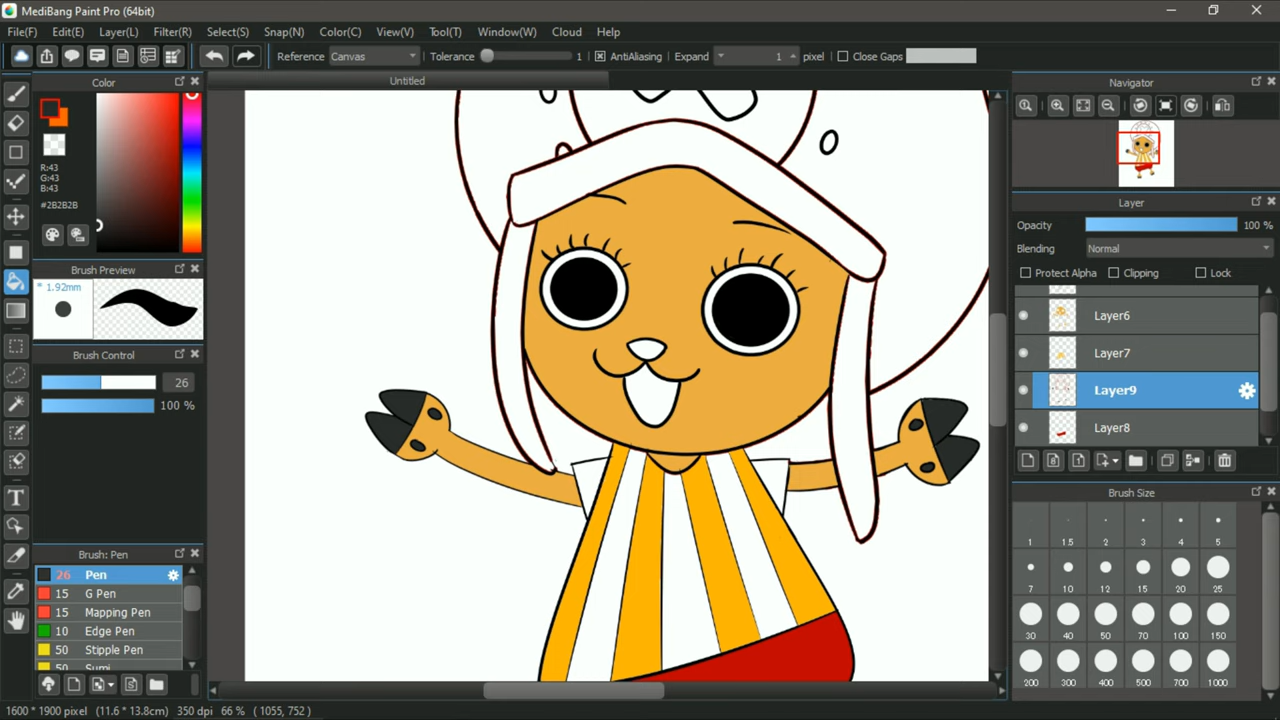 MediBang Paint Pro (64bit)
File(F) Edit(E) Layer(L) Filter(R) Select(S) Snap(N) Color(C) View(V) Tool(T) Window(W) Cloud Help
Reference Canvas Tolerance 1 AntiAliasing Expand 1 pixel Close Gaps
Untitled
Color
R:43
G:43
B:43
#2B2B2B
Brush Preview
* 1.92mm
Brush Control
26
100 %
T
Brush: Pen
26 Pen
15 G Pen
15 Mapping Pen
10 Edge Pen
50 Stipple Pen
50 Sumi
Navigator
Layer
Opacity 100 %
Blending Normal
Protect Alpha Clipping Lock
Layer6
Layer7
Layer9
Layer8
Brush Size
1 1.5 2 3 4 5
7 10 12 15 20 25
30 40 50 70 100 150
200 300 400 500 700 1000
1600 * 1900 pixel (11.6 * 13.8cm) 350 dpi 66 % ( 1055, 752 )